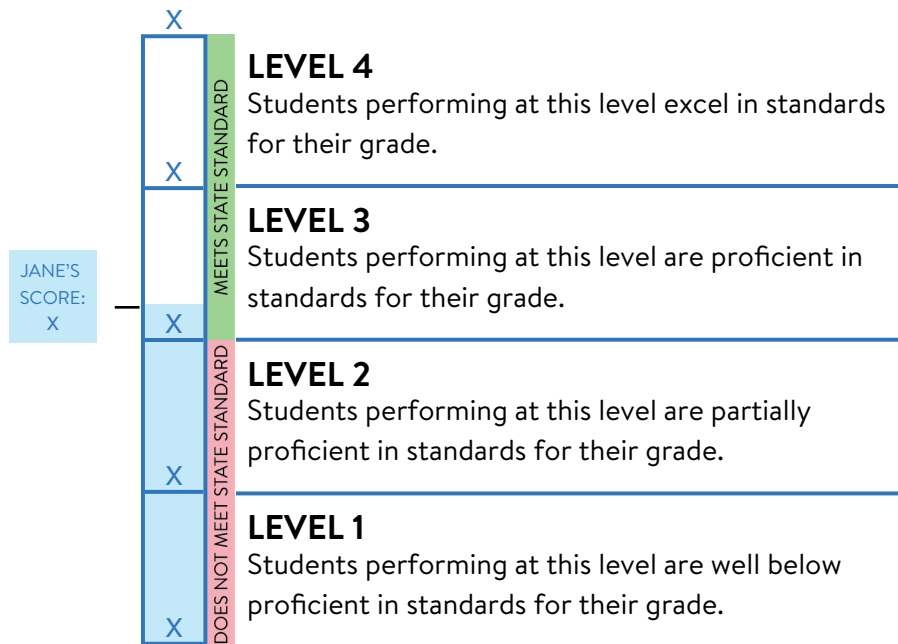 X
LEVEL 4
Students performing at this level excel in standards
for their grade.
X
MEETS STATE STANDARD
LEVEL 3
Students performing at this level are proficient in
standards for their grade.
JANE'S
SCORE:
X
X
LEVEL 2
Students performing at this level are partially
proficient in standards for their grade.
X
DOES NOT MEET STATE STANDARD
LEVEL 1
Students performing at this level are well below
proficient in standards for their grade.
X